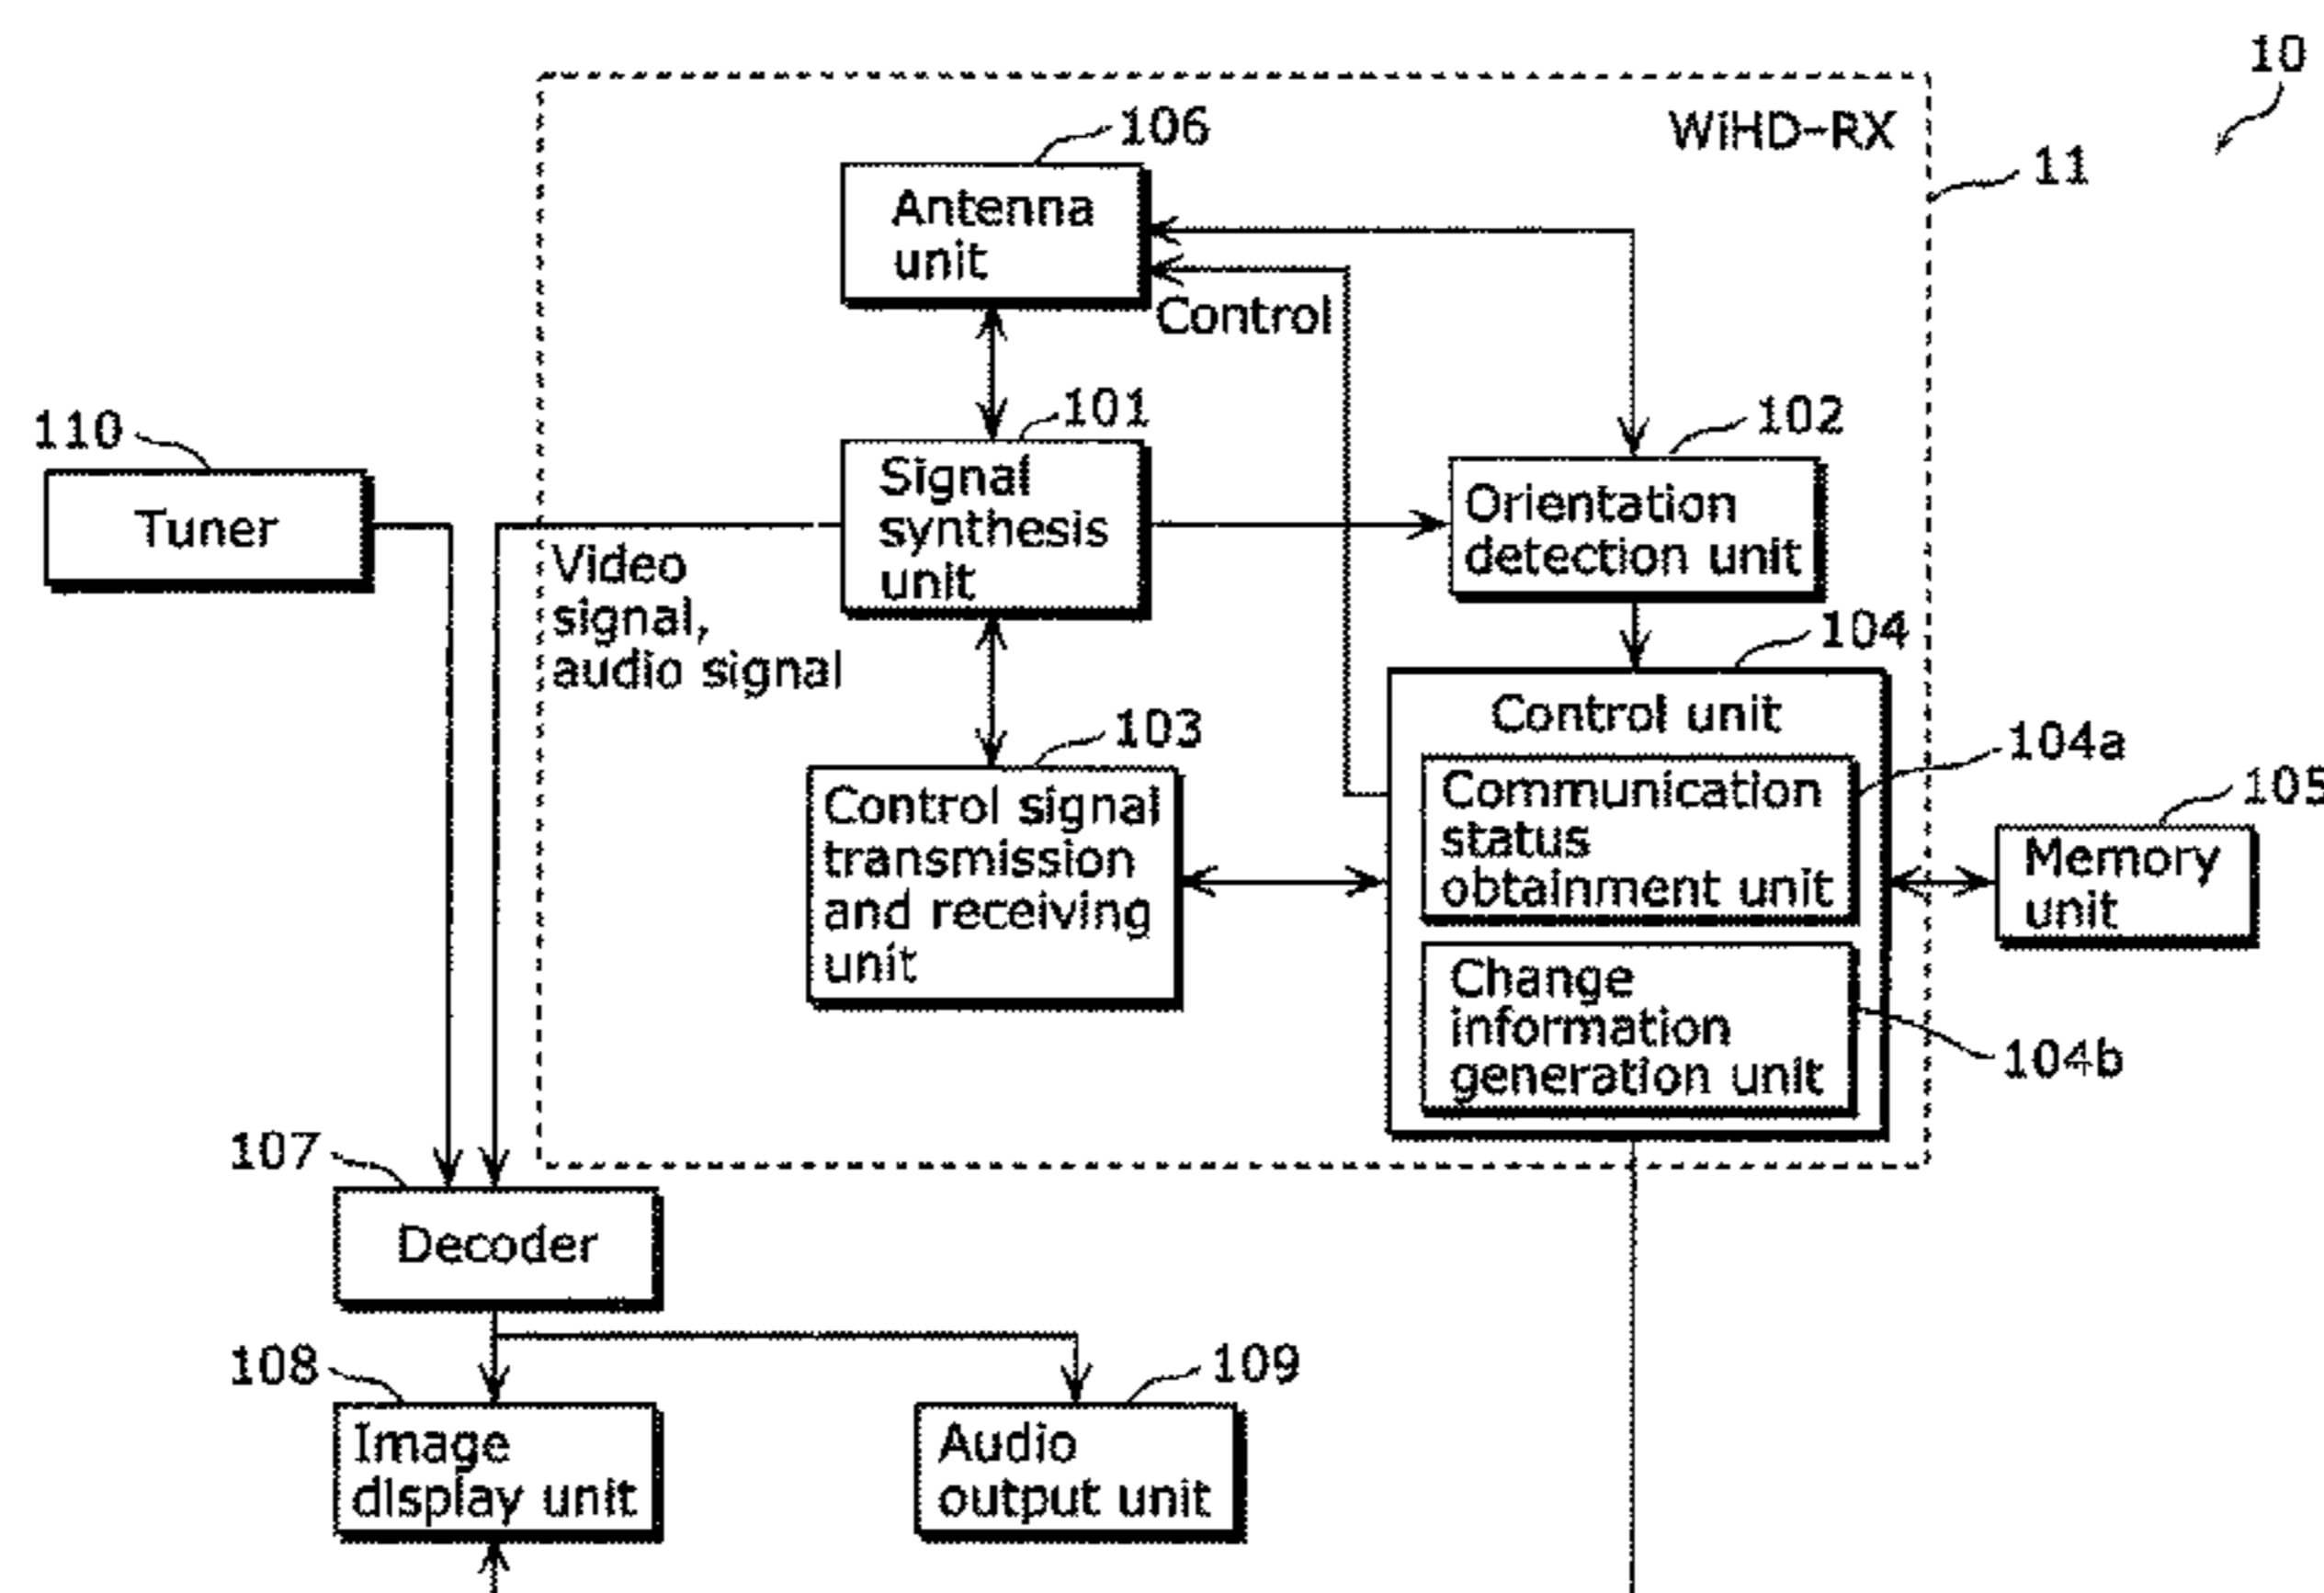 10
WiHD-RX
11
106
Antenna
unit
Control
101
Signal
synthesis
unit
102
Orientation
detection unit
110
Tuner
Video
signal,
audio signal
104
Control unit
104a
Communication
status
obtainment unit
105
Memory
unit
103
Control signal
transmission
and receiving
unit
Change
information
generation unit
104b
107
Decoder
108
Image
display unit
109
Audio
output unit